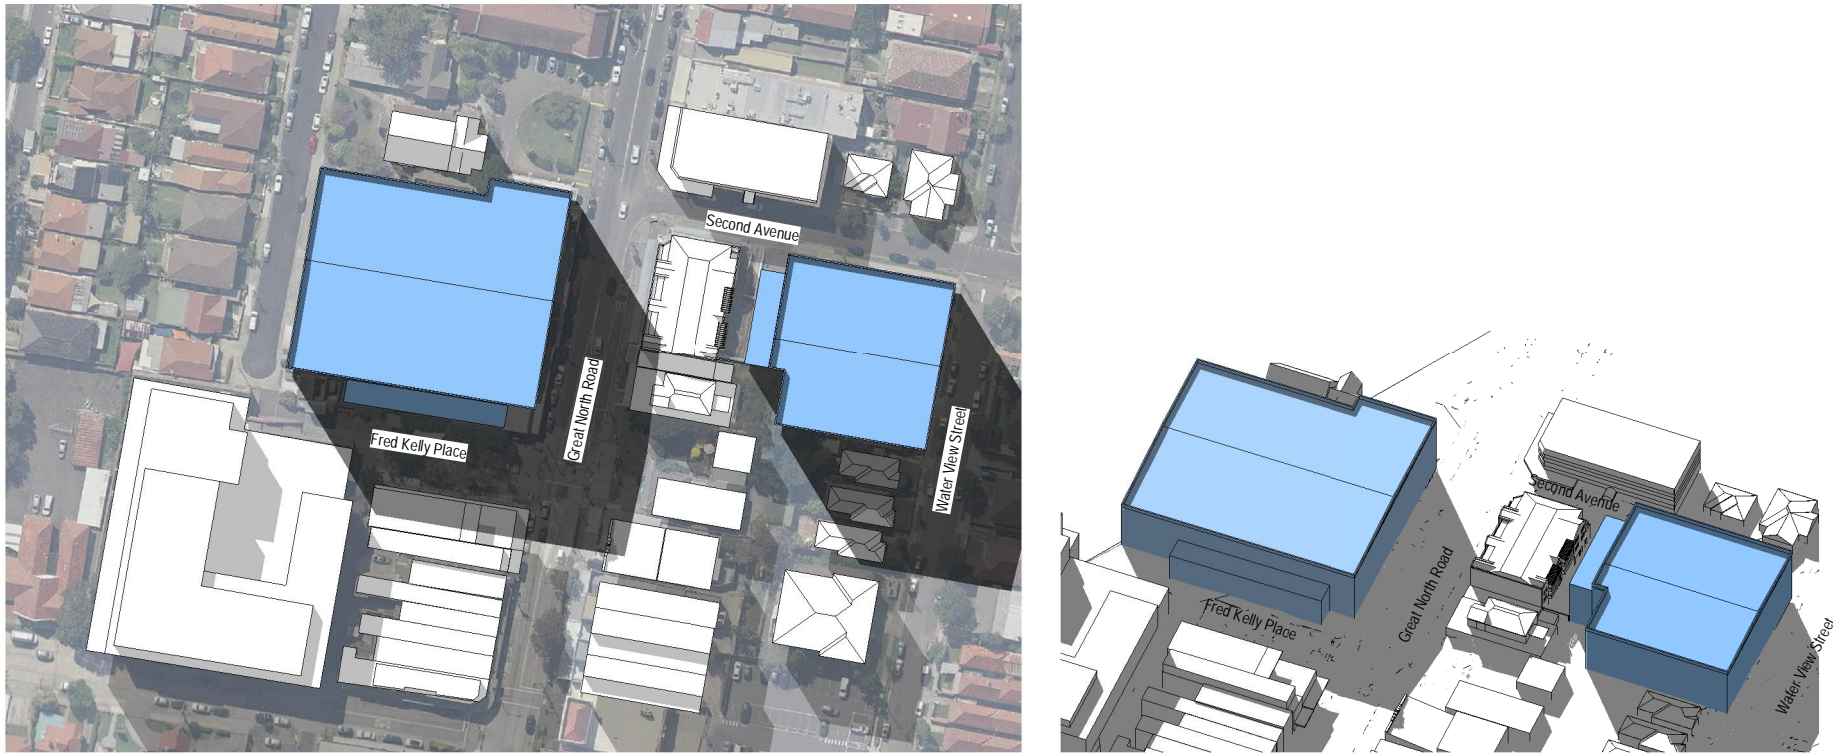 Second Avenue
Great North Road
Fred Kelly Place
Water View Street
Second Avenue
Great North Road
Fred Kelly Place
Water View Street